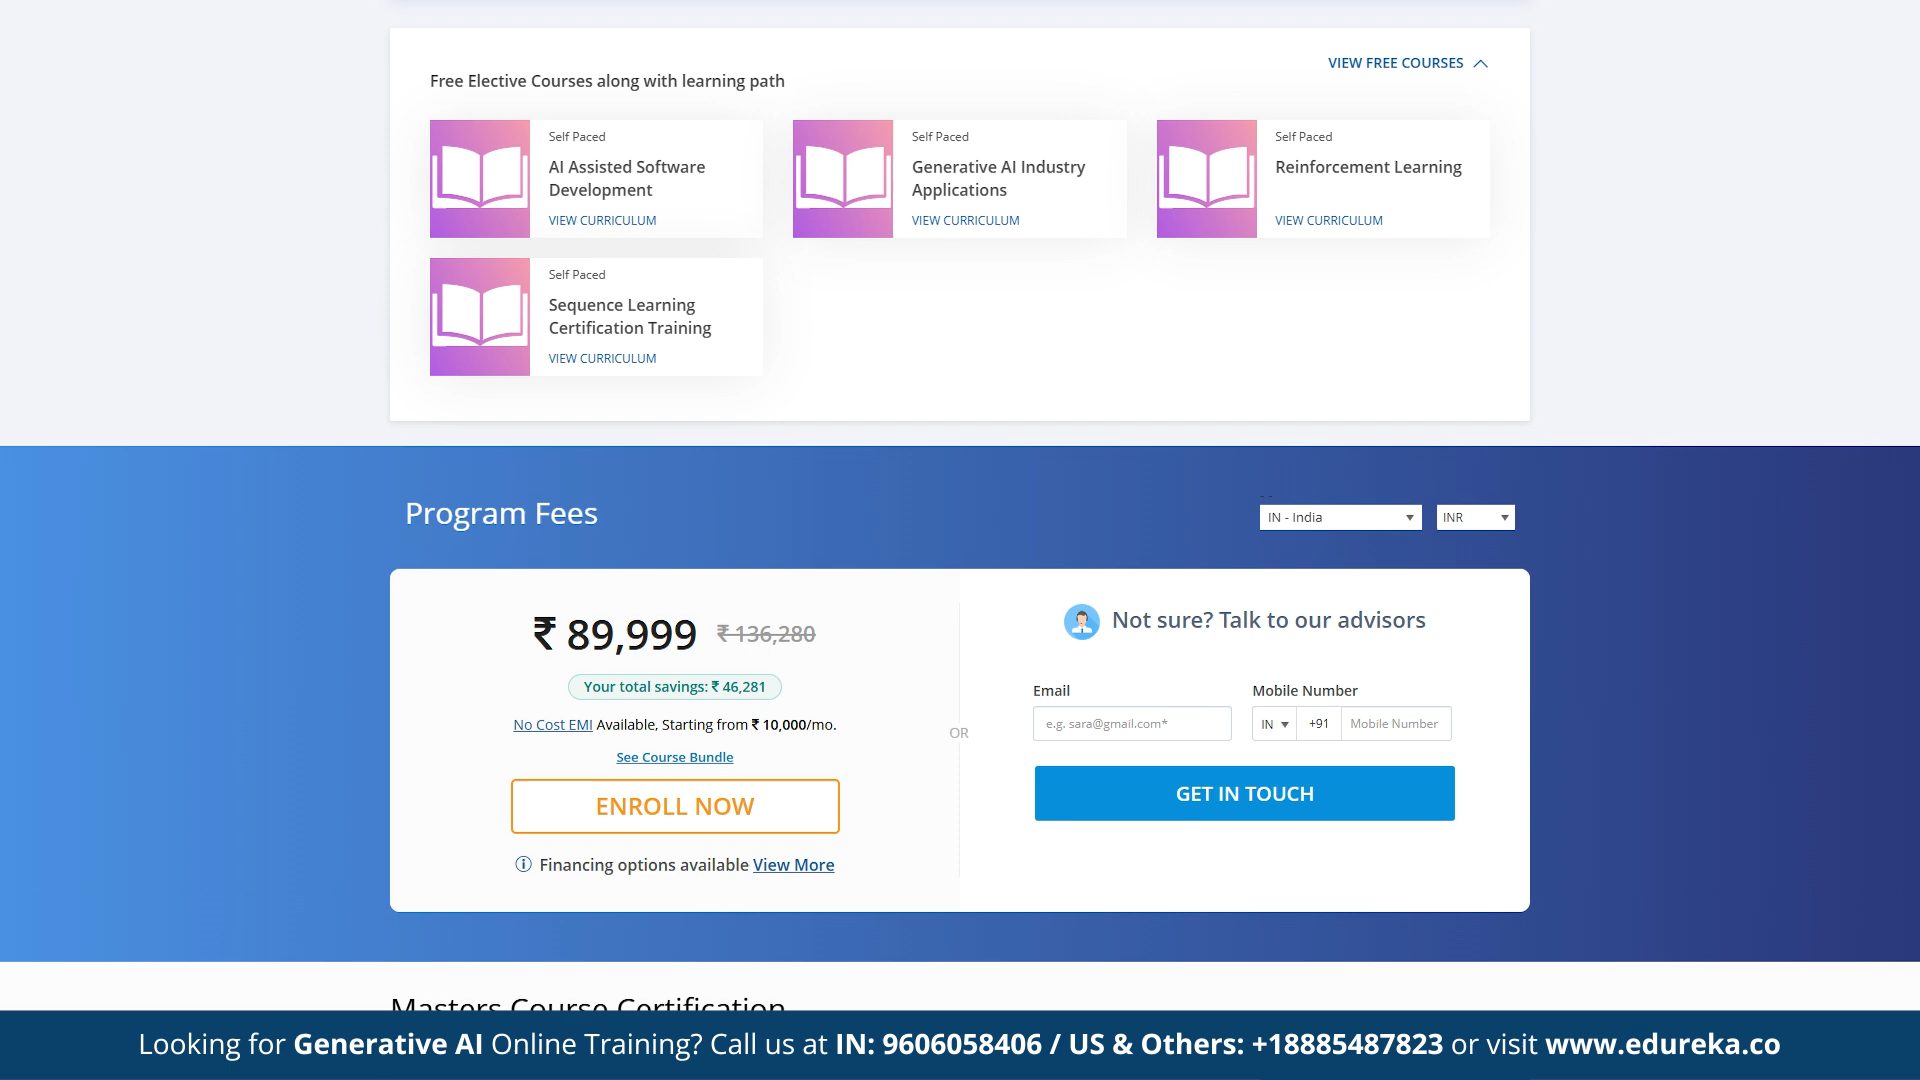 VIEW FREE COURSES
Free Elective Courses along with learning path
Self Paced
AI Assisted Software
Development
VIEW CURRICULUM
Self Paced
Generative AI Industry
Applications
VIEW CURRICULUM
Self Paced
Reinforcement Learning
VIEW CURRICULUM
Self Paced
Sequence Learning
Certification Training
VIEW CURRICULUM
Program Fees
IN - India
INR
₹ 89,999 ₹ 136,280
Your total savings: ₹ 46,281
No Cost EMI Available, Starting from ₹ 10,000/mo.
See Course Bundle
ENROLL NOW
Financing options available View More
OR
Not sure? Talk to our advisors
Email
e.g. sara@gmail.com*
Mobile Number
IN +91 Mobile Number
GET IN TOUCH
Masters Course Certification
Looking for Generative AI Online Training? Call us at IN: 9606058406 / US & Others: +18885487823 or visit www.edureka.co